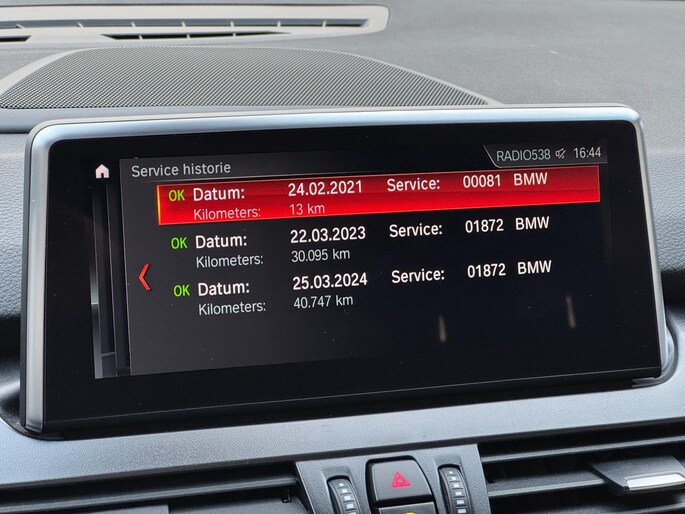 RADIO538 16:44
Service historie
OK Datum: 24.02.2021 Service: 00081 BMW
Kilometers: 13 km
OK Datum: 22.03.2023 Service: 01872 BMW
Kilometers: 30.095 km
OK Datum: 25.03.2024 Service: 01872 BMW
Kilometers: 40.747 km